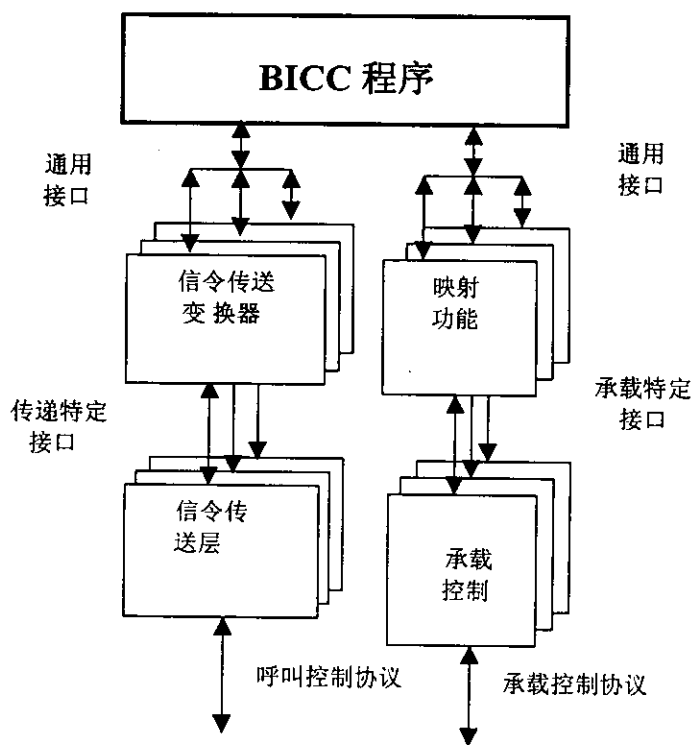 BICC 程序
通用
接口
通用
接口
信令传送
变 换器
映射
功能
传递特定
接口
承载特定
接口
信令传
送层
承载
控制
呼叫控制协议
承载控制协议